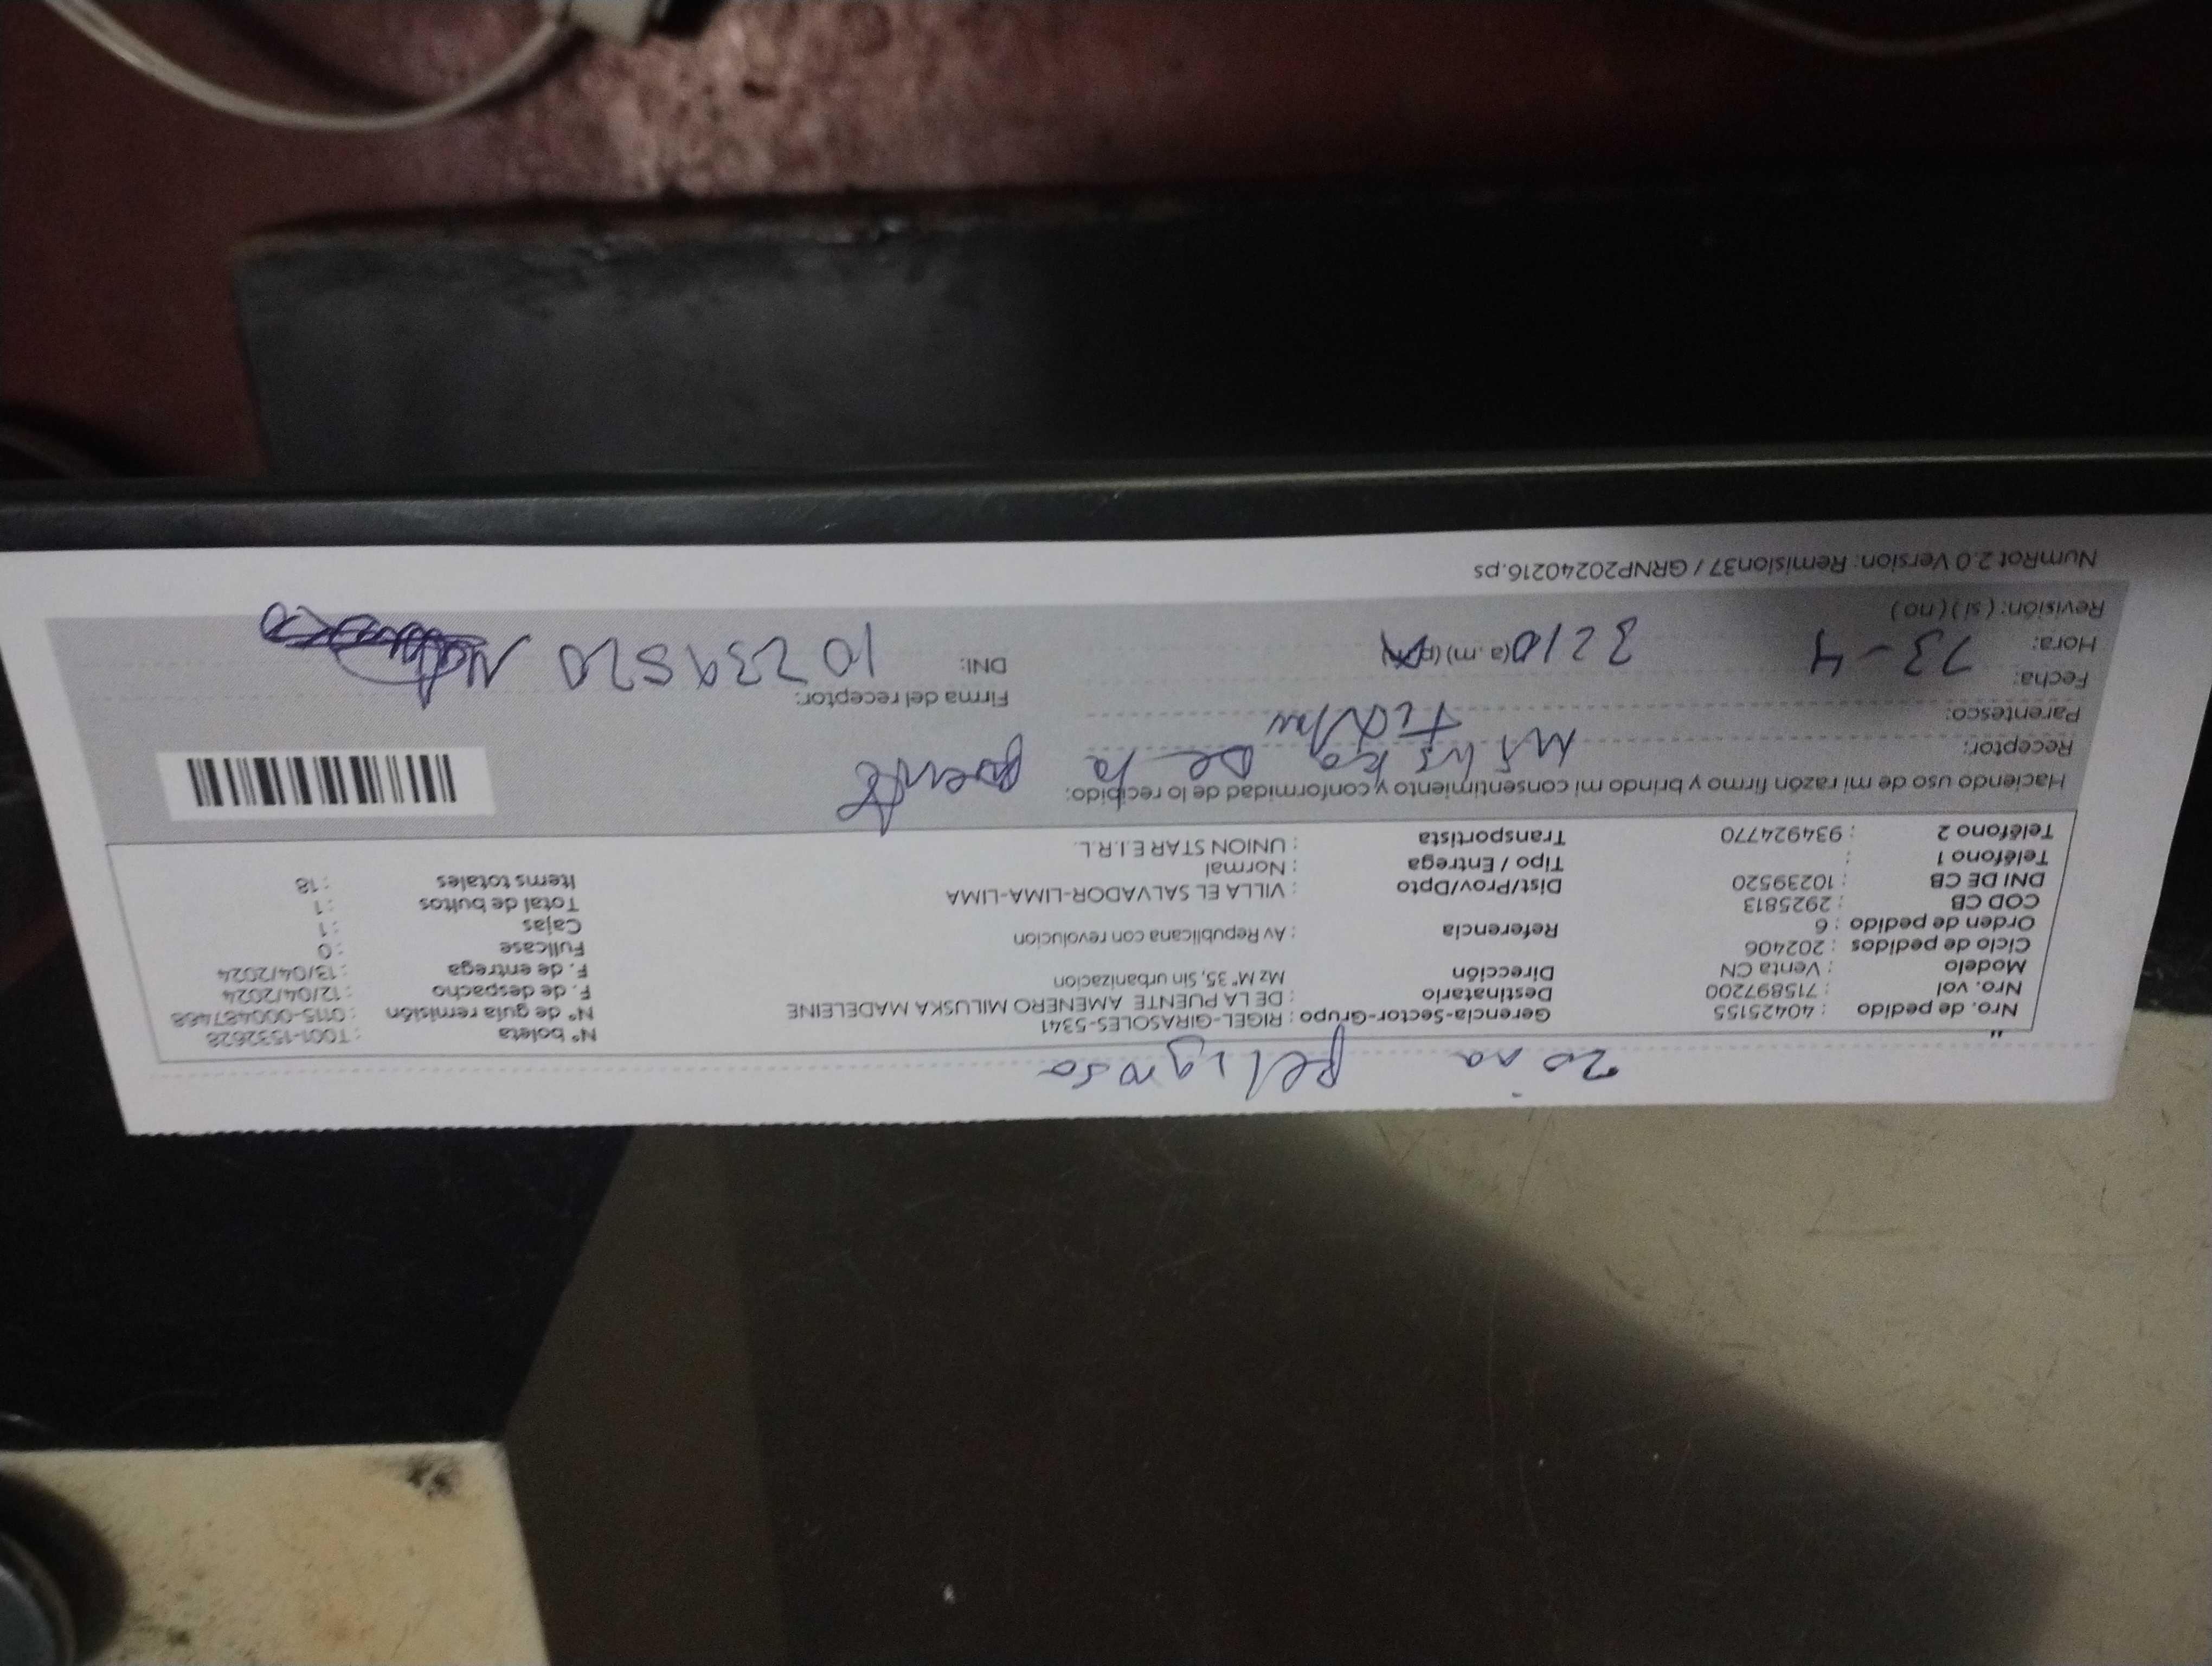 zona peligrosa
"
Nro. de pedido : 40425155 Gerencia-Sector-Grupo : RIGEL-GIRASOLES-5341 N° boleta : T001-1532628
Nro. vol : 715897200 Destinatario : DE LA PUENTE AMENERO MILUSKA MADELEINE N° de guía remisión : 0115-000487468
Modelo : Venta CN Dirección Mz M" 35, Sin urbanizacion F. de despacho : 12/04/2024
Ciclo de pedidos : 202406 F. de entrega : 13/04/2024
Orden de pedido : 6 Referencia : Av Republicana con revolucion Fullcase : 0
COD CB : 2925813 Cajas : 1
DNI DE CB : 10239520 Dist/Prov/Dpto : VILLA EL SALVADOR-LIMA-LIMA Total de bultos : 1
Teléfono 1 : Tipo / Entrega : Normal Items totales : 18
Teléfono 2 : 934924770 Transportista : UNION STAR E.I.R.L.
Haciendo uso de mi razón firmo y brindo mi consentimiento y conformidad de lo recibido:
Receptor: Miluska De la puente
Parentesco: Titular
Fecha: 13-4 Firma del receptor:
Hora: 3210 (a.m) (p.m) DNI: 10239520
Revisión: ( si ) ( no )
NumRot 2.0 Version: Remision37 / GRNP20240216.ps